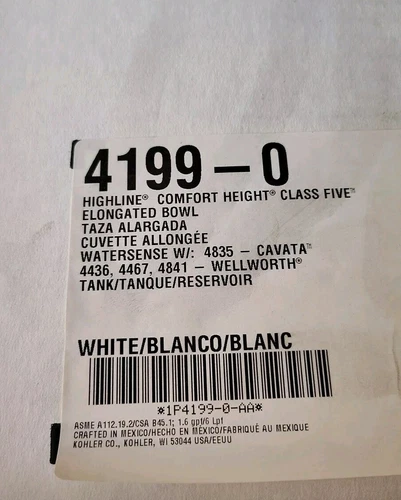 4199-0
HIGHLINE® COMFORT HEIGHT® CLASS FIVE™
ELONGATED BOWL
TAZA ALARGADA
CUVETTE ALLONGÉE
WATERSENSE W/: 4835 - CAVATA™
4436, 4467, 4841 - WELLWORTH®
TANK/TANQUE/RESERVOIR
WHITE/BLANCO/BLANC
*1P4199-0-AA*
ASME A112.19.2/CSA B45.1; 1.6 gpf/6 Lpf
CRAFTED IN MEXICO/HECHO EN MÉXICO/FABRIQUÉ AU MEXIQUE
KOHLER CO., KOHLER, WI 53044 USA/EEUU